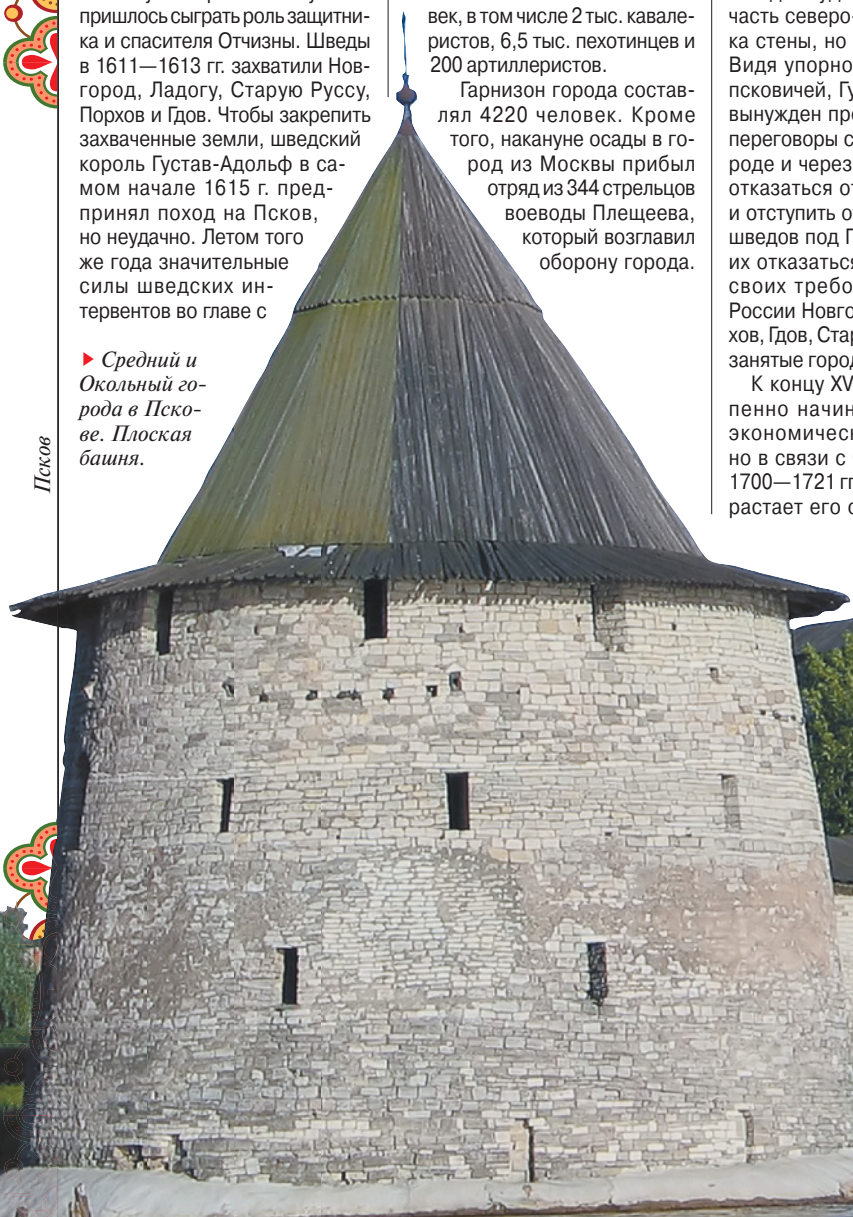 пришлось сыграть роль защитни-
ка и спасителя Отчизны. Шведы
в 1611—1613 гг. захватили Нов-
город, Ладогу, Старую Руссу,
Порхов и Гдов. Чтобы закрепить
захваченные земли, шведский
король Густав-Адольф в са-
мом начале 1615 г. пред-
принял поход на Псков,
но неудачно. Летом того
же года значительные
силы шведских ин-
тервентов во главе с
Средний и
Окольный го-
рода в Пско-
ве. Плоская
башня.
Псков
век, в том числе 2 тыс. кавале-
ристов, 6,5 тыс. пехотинцев и
200 артиллеристов.
Гарнизон города состав-
лял 4220 человек. Кроме
того, накануне осады в го-
род из Москвы прибыл
отряд из 344 стрельцов
воеводы Плещеева,
который возглавил
оборону города.
часть северо-
ка стены, но
Видя упорно
псковичей, Гу
вынужден пр
переговоры с
роде и через
отказаться о
и отступить о
шведов под П
их отказаться
своих требо
России Новго
хов, Гдов, Ста
занятые город
К концу XV
пенно начин
экономическ
но в связи с
1700—1721 гг
растает его с